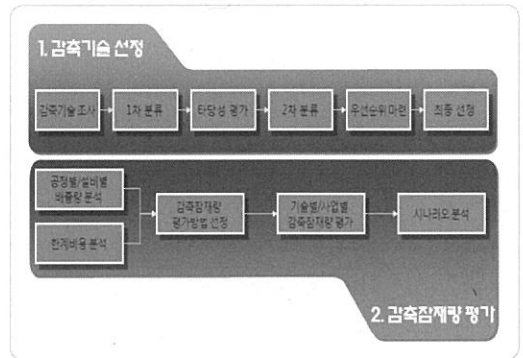 1. 감축기술 선정
감축기술 조사
1차 분류
타당성 평가
2차 분류
우선순위 마련
최종 선정
공정별/설비별
배출량 분석
한계비용 분석
감축잠재량
평가방법 선정
기술별/사업별
감축잠재량 평가
시나리오 분석
2. 감축잠재량 평가